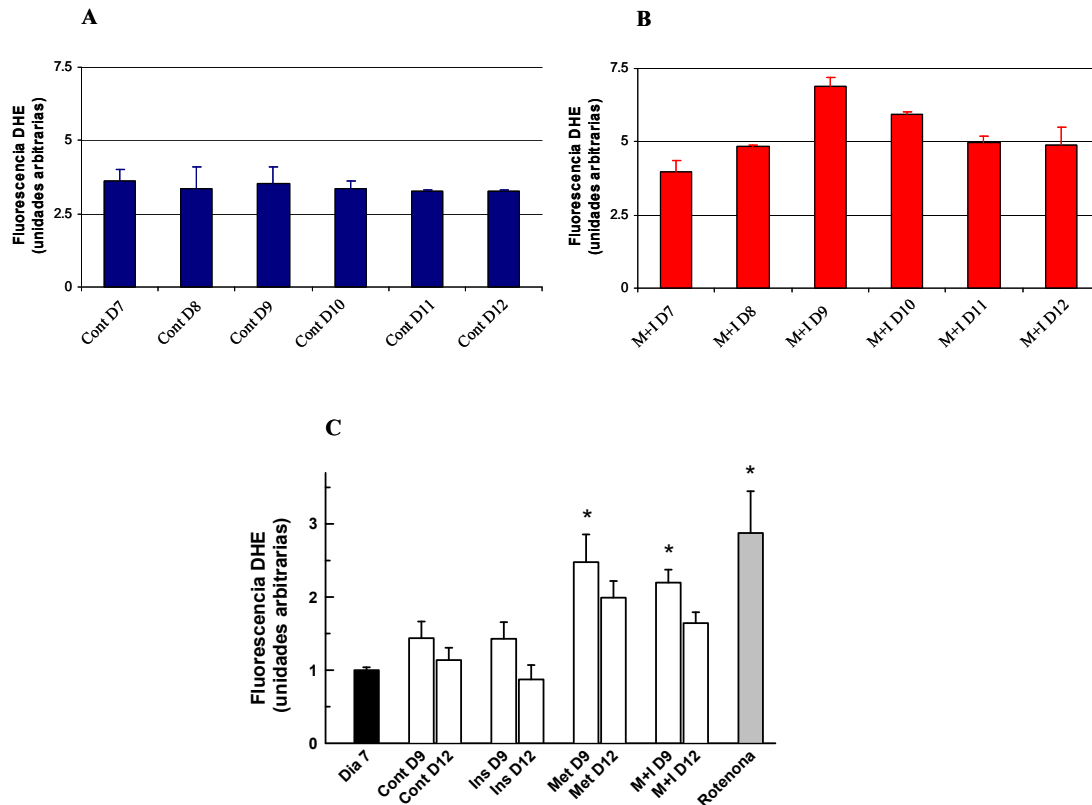 A
Fluorescencia DHE
(unidades arbitrarias)
7.5
5
2.5
0
Cont D7
Cont D8
Cont D9
Cont D10
Cont D11
Cont D12
B
Fluorescencia DHE
(unidades arbitrarias)
7.5
5
2.5
0
M+I D7
M+I D8
M+I D9
M+I D10
M+I D11
M+I D12
C
Fluorescencia DHE
(unidades arbitrarias)
3
2
1
0
*
*
*
Dia 7
Cont D9
Cont D12
Ins D9
Ins D12
Met D9
Met D12
M+I D9
M+I D12
Rotenona